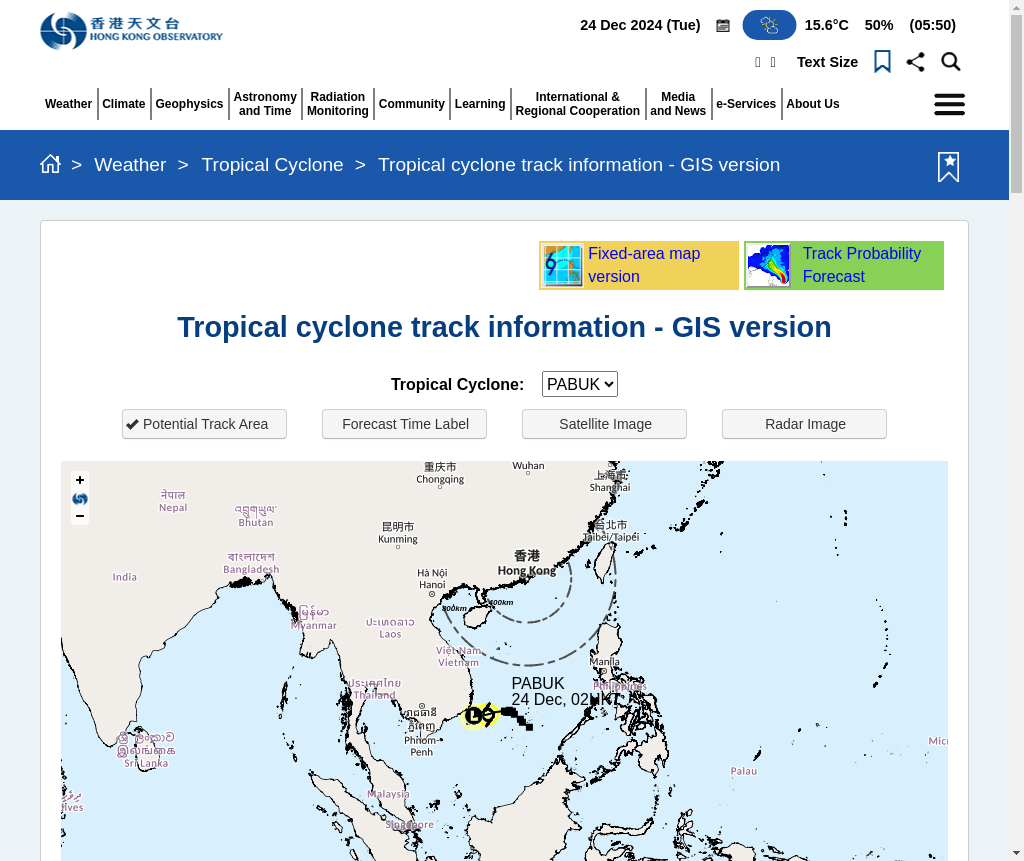 香港天文台
HONG KONG OBSERVATORY
24 Dec 2024 (Tue) 15.6°C 50% (05:50)
Text Size
Weather
Climate
Geophysics
Astronomy
and Time
Radiation
Monitoring
Community
Learning
International &
Regional Cooperation
Media
and News
e-Services
About Us
> Weather > Tropical Cyclone > Tropical cyclone track information - GIS version
Fixed-area map
version
Track Probability
Forecast
Tropical cyclone track information - GIS version
Tropical Cyclone: PABUK
Potential Track Area
Forecast Time Label
Satellite Image
Radar Image
+
−
重庆市
Chongqing
Wuhan
上海市
Shanghai
नेपाल
Nepal
འབྲུགཡུལ་
Bhutan
昆明市
Kunming
台北市
Taibei/Taipei
বাংলাদেশ
Bangladesh
香港
Hong Kong
India
Hà Nội
Hanoi
800km
400km
မြန်မာ
Myanmar
ປະເທດລາວ
Laos
Việt Nam
Vietnam
Manila
Philippines
ประเทศไทย
Thailand
PABUK
24 Dec, 02HKT
L
រាជធានី
ភ្នំពេញ
Phnom-
Penh
ශ්‍රී ලංකාව
இலங்கை
Sri Lanka
Micr
Palau
Malaysia
Singapore